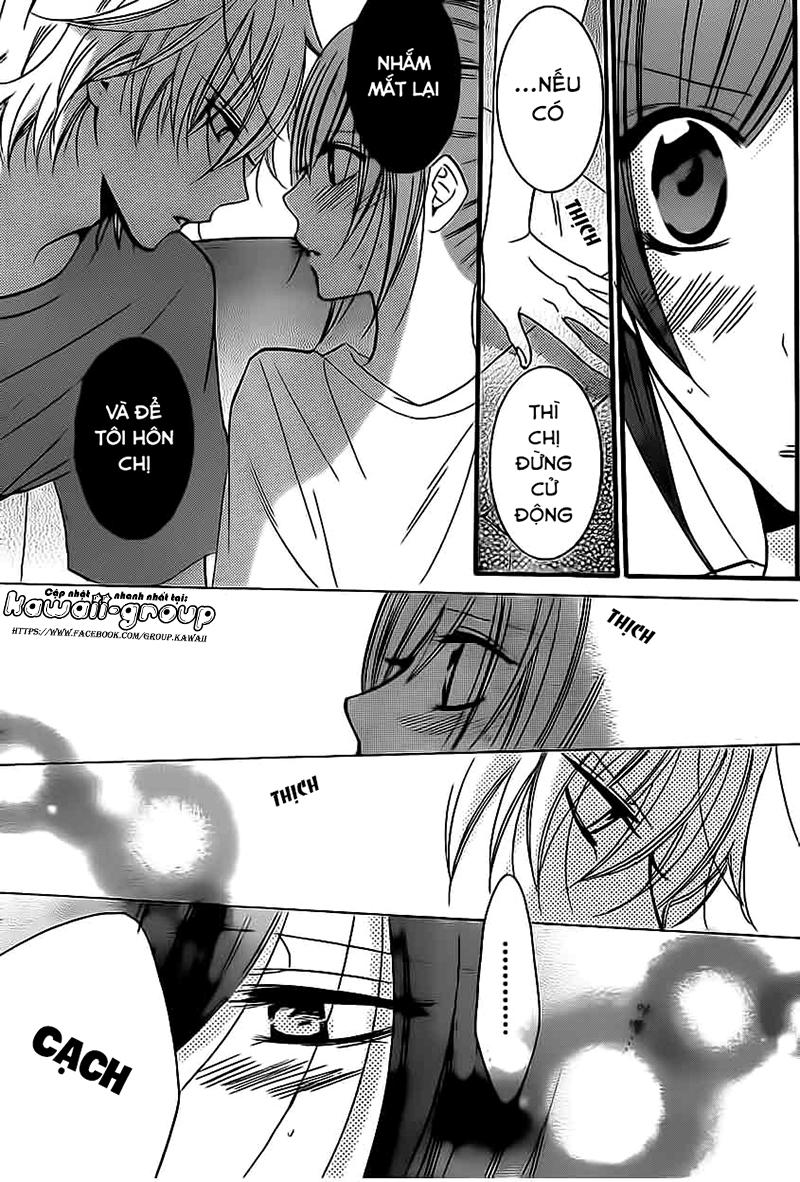 ...NẾU
CÓ
THỊCH
THÌ CHỊ
ĐỪNG
CỬ
ĐỘNG
NHẮM
MẮT LẠI
VÀ ĐỂ
TÔI HÔN
CHỊ
Cập nhật nhanh nhất tại:
Kawaii-group
HTTPS://WWW.FACEBOOK.COM/GROUP.KAWAII
THỊCH
THỊCH
.........
CẠCH